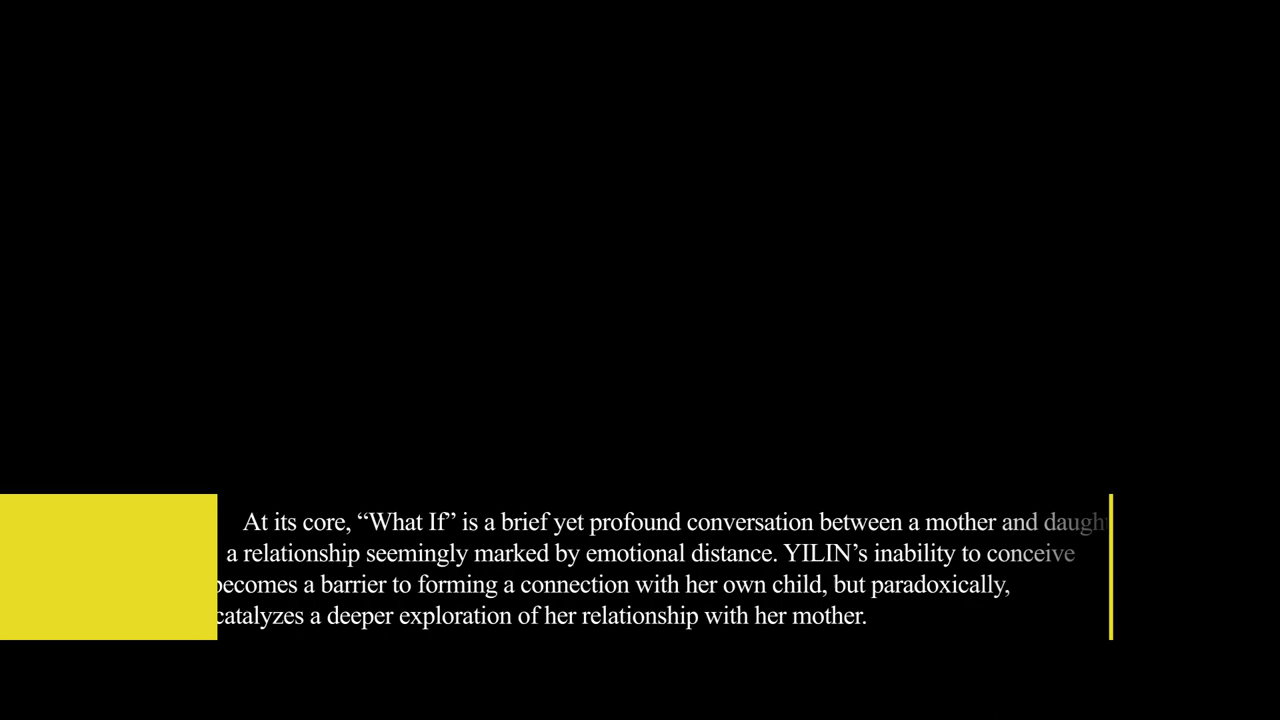 At its core, “What If” is a brief yet profound conversation between a mother and
a relationship seemingly marked by emotional distance. YILIN’s inability to conceive
becomes a barrier to forming a connection with her own child, but paradoxically,
catalyzes a deeper exploration of her relationship with her mother.